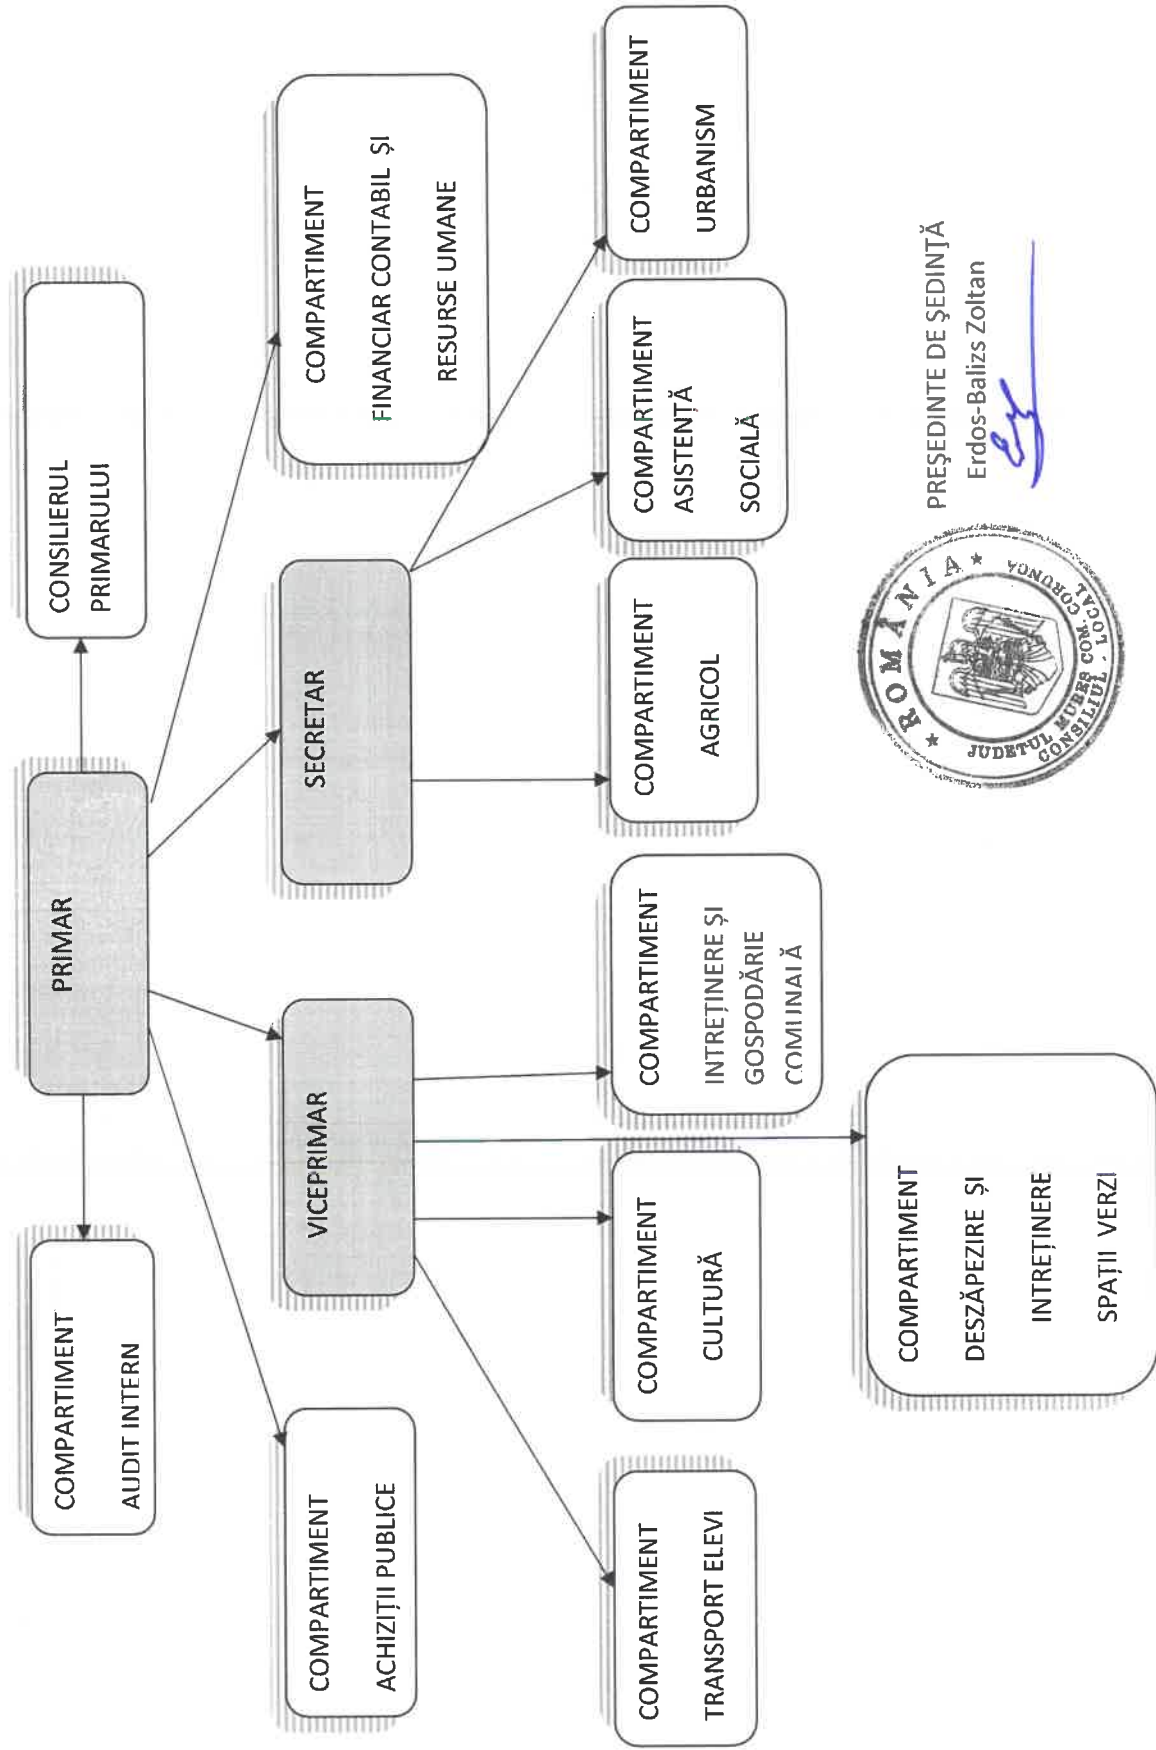 PRIMAR
CONSILIERUL
PRIMARULUI
COMPARTIMENT
AUDIT INTERN
COMPARTIMENT
ACHIZIȚII PUBLICE
VICEPRIMAR
SECRETAR
COMPARTIMENT
FINANCIAR CONTABIL ȘI
RESURSE UMANE
COMPARTIMENT
TRANSPORT ELEVI
COMPARTIMENT
CULTURĂ
COMPARTIMENT
INTREȚINERE ȘI
GOSPODĂRIE
COMUNALĂ
COMPARTIMENT
AGRICOL
COMPARTIMENT
ASISTENȚĂ
SOCIALĂ
COMPARTIMENT
URBANISM
COMPARTIMENT
DESZĂPEZIRE ȘI
INTREȚINERE
SPAȚII VERZI
PREȘEDINTE DE ȘEDINȚĂ
Erdos-Balizs Zoltan
★ ROMÂNIA ★
JUDEȚUL MUREȘ COM. CORUNCA
CONSILIUL - LOCAL